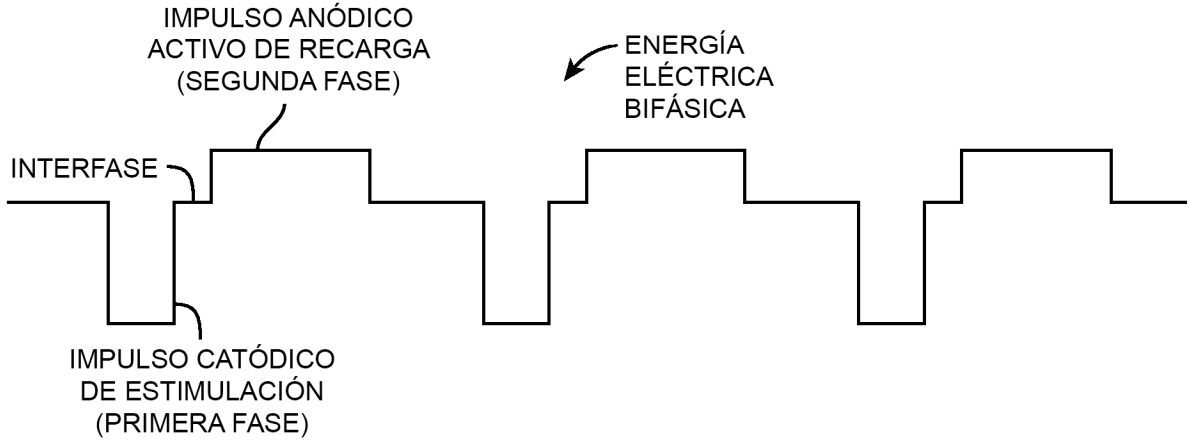 IMPULSO ANÓDICO
ACTIVO DE RECARGA
(SEGUNDA FASE)
ENERGÍA
ELÉCTRICA
BIFÁSICA
INTERFASE
IMPULSO CATÓDICO
DE ESTIMULACIÓN
(PRIMERA FASE)